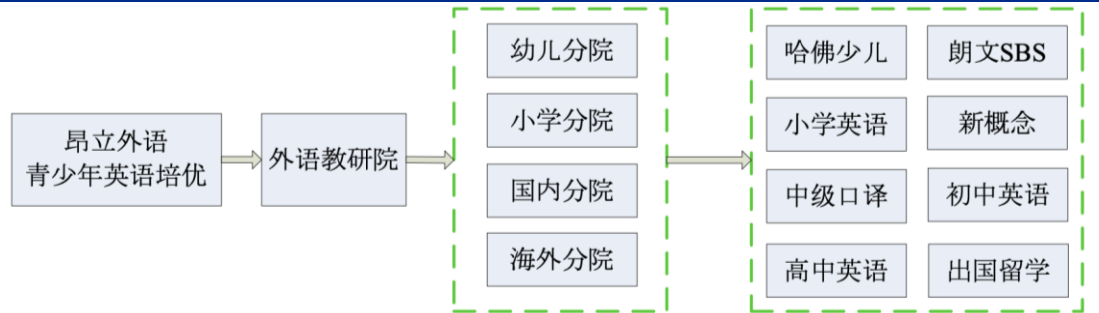 昂立外语
青少年英语培优
外语教研院
幼儿分院
小学分院
国内分院
海外分院
哈佛少儿
朗文SBS
小学英语
新概念
中级口译
初中英语
高中英语
出国留学